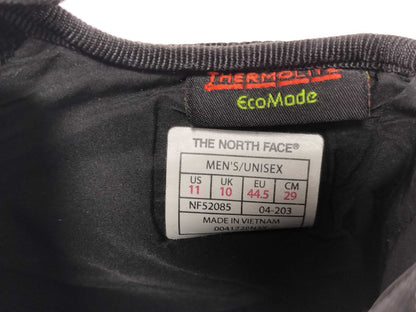 THERMOLITE
EcoMade
THE NORTH FACE®
MEN'S/UNISEX
US UK EU CM
11 10 44.5 29
NF52085 04-203
MADE IN VIETNAM